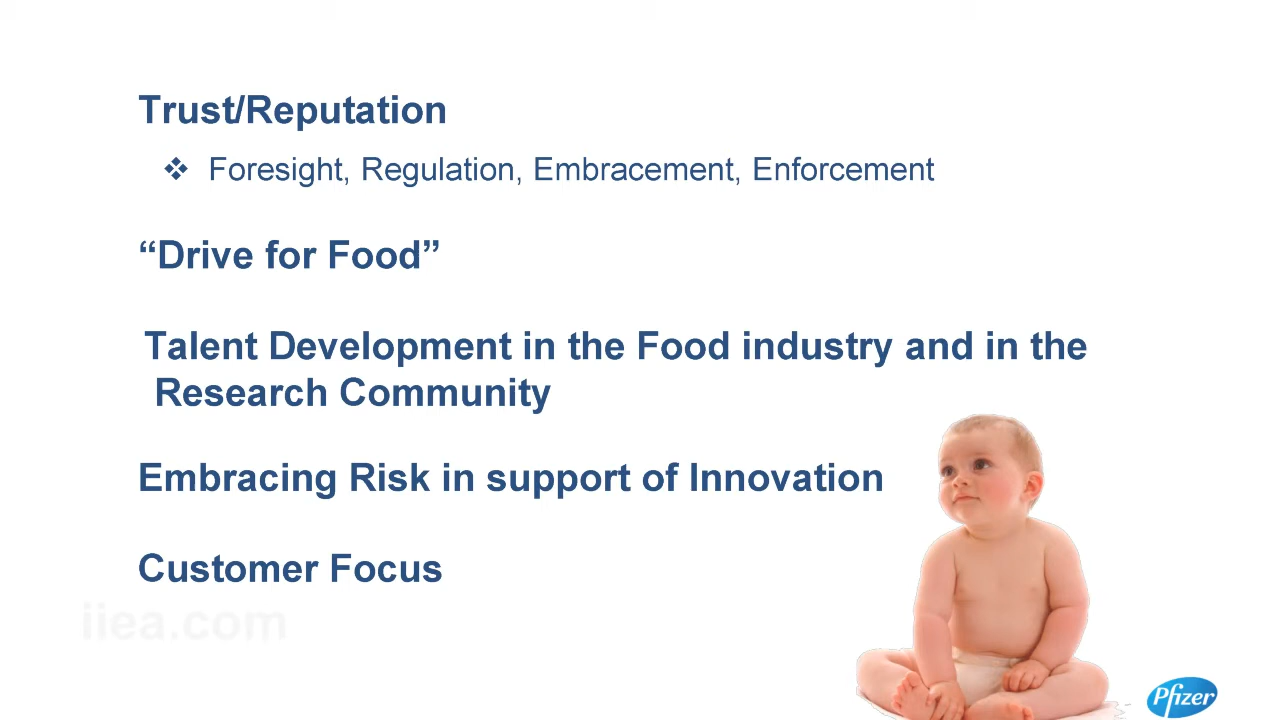 Trust/Reputation
❖ Foresight, Regulation, Embracement, Enforcement
“Drive for Food”
Talent Development in the Food industry and in the
Research Community
Embracing Risk in support of Innovation
Customer Focus
iiea.com
Pfizer